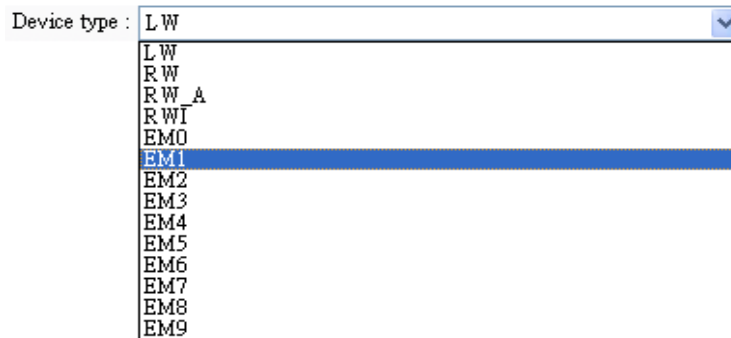 Device type : LW
LW
RW
RW_A
RWI
EM0
EM1
EM2
EM3
EM4
EM5
EM6
EM7
EM8
EM9